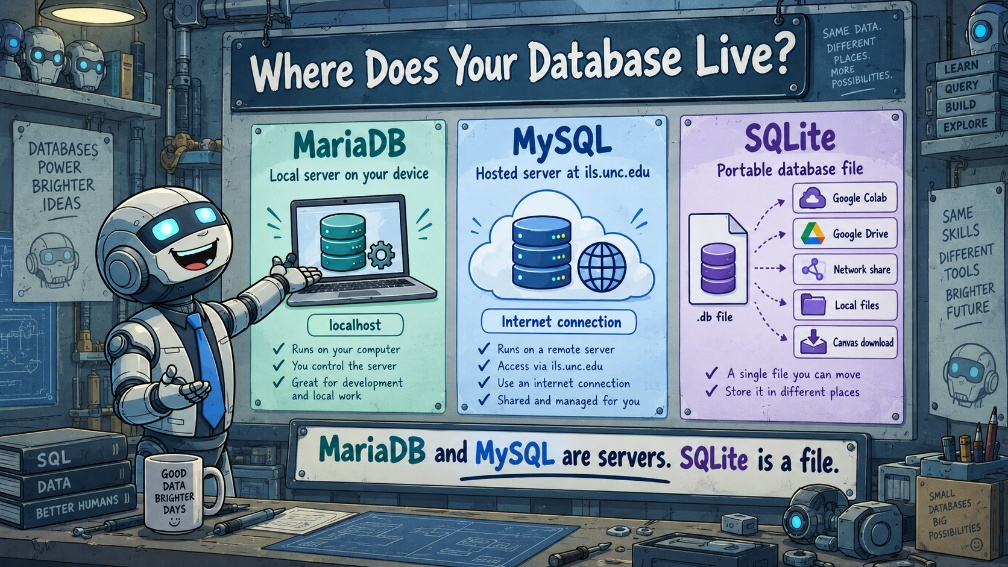 Where Does Your Database Live?
SAME DATA.
DIFFERENT
PLACES.
MORE
POSSIBILITIES.
LEARN
QUERY
BUILD
EXPLORE
DATABASES
POWER
BRIGHTER
IDEAS
MariaDB
Local server on your device
localhost
✓ Runs on your computer
✓ You control the server
✓ Great for development
and local work
MySQL
Hosted server at ils.unc.edu
Internet connection
✓ Runs on a remote server
✓ Access via ils.unc.edu
✓ Use an internet connection
✓ Shared and managed for you
SQLite
Portable database file
.db file
Google Colab
Google Drive
Network share
Local files
Canvas download
✓ A single file you can move
✓ Store it in different places
SAME
SKILLS
DIFFERENT
TOOLS
BRIGHTER
FUTURE
MariaDB and MySQL are servers. SQLite is a file.
SQL
DATA
BETTER HUMANS
GOOD
DATA
BRIGHTER
DAYS
SMALL
DATABASES
BIG
POSSIBILITIES